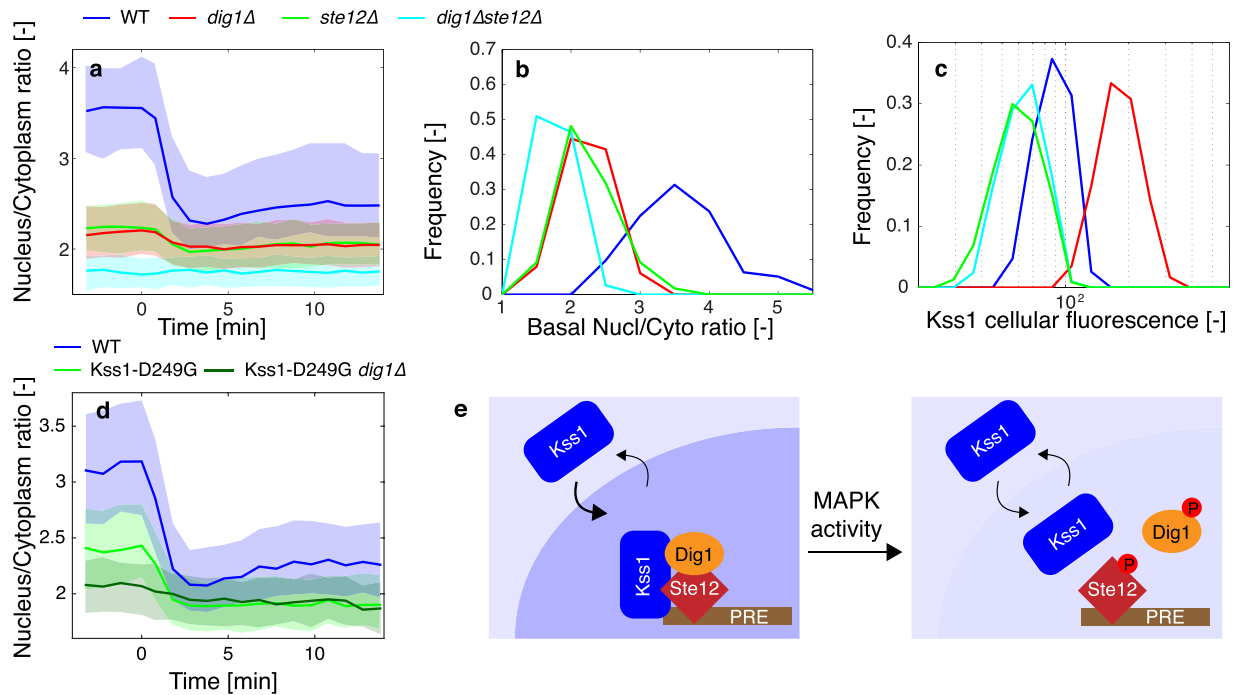 WT dig1Δ ste12Δ dig1Δste12Δ
a
Nucleus/Cytoplasm ratio [-]
4
3
2
0 5 10
Time [min]
b
Frequency [-]
0.7
0.6
0.5
0.4
0.3
0.2
0.1
0
1 2 3 4 5
Basal Nucl/Cyto ratio [-]
c
Frequency [-]
0.4
0.3
0.2
0.1
0
10²
Kss1 cellular fluorescence [-]
WT
Kss1-D249G Kss1-D249G dig1Δ
d
Nucleus/Cytoplasm ratio [-]
3.5
3
2.5
2
0 5 10
Time [min]
e
Kss1
Kss1
Dig1
Ste12
PRE
MAPK
activity
Kss1
Kss1
P
Dig1
P
Ste12
PRE